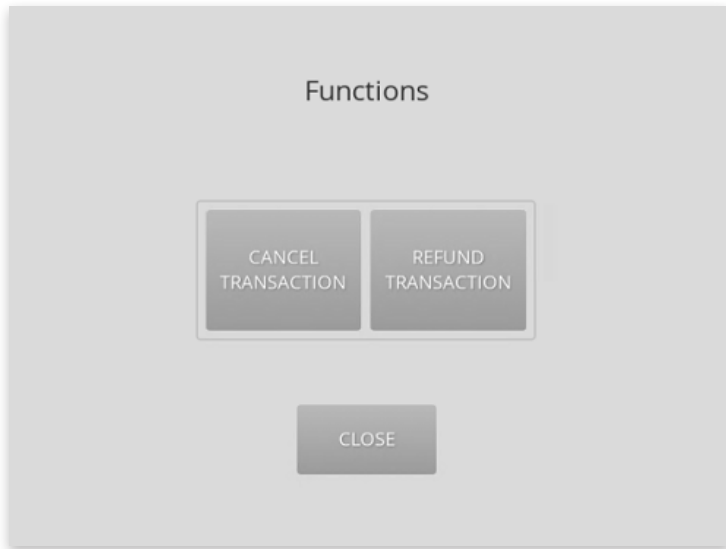 Functions
CANCEL
TRANSACTION
REFUND
TRANSACTION
CLOSE